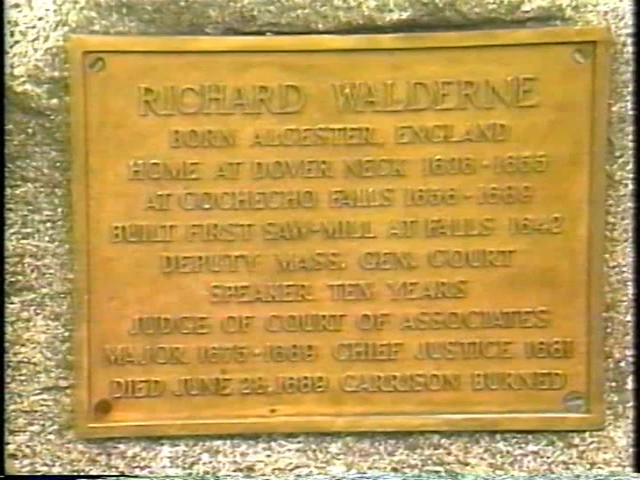 RICHARD WALDERNE
BORN ALCESTER, ENGLAND
HOME AT DOVER NECK 1636-1655
AT COCHECHO FALLS 1656-1689
BUILT FIRST SAW-MILL AT FALLS 1642
DEPUTY MASS. GEN. COURT
SPEAKER TEN YEARS
JUDGE OF COURT OF ASSOCIATES
MAJOR 1675-1689 CHIEF JUSTICE 1681
DIED JUNE 28, 1689 GARRISON BURNED